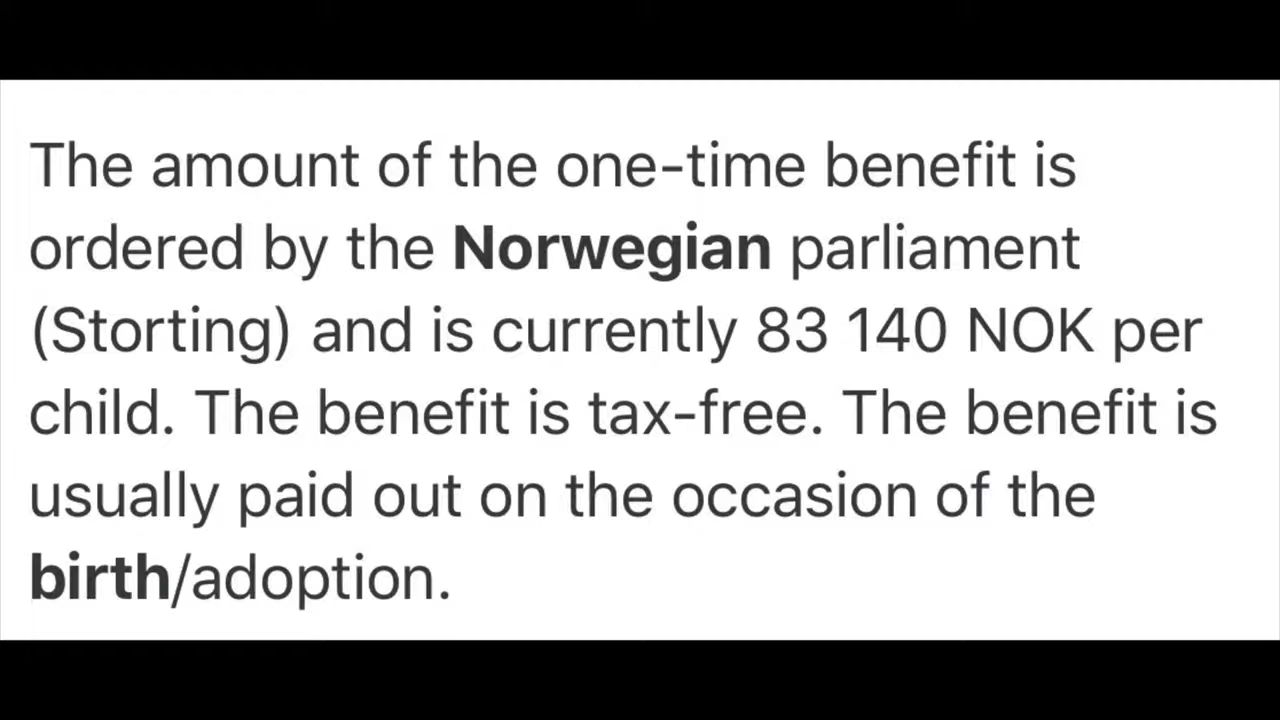 The amount of the one-time benefit is
ordered by the Norwegian parliament
(Storting) and is currently 83 140 NOK per
child. The benefit is tax-free. The benefit is
usually paid out on the occasion of the
birth/adoption.